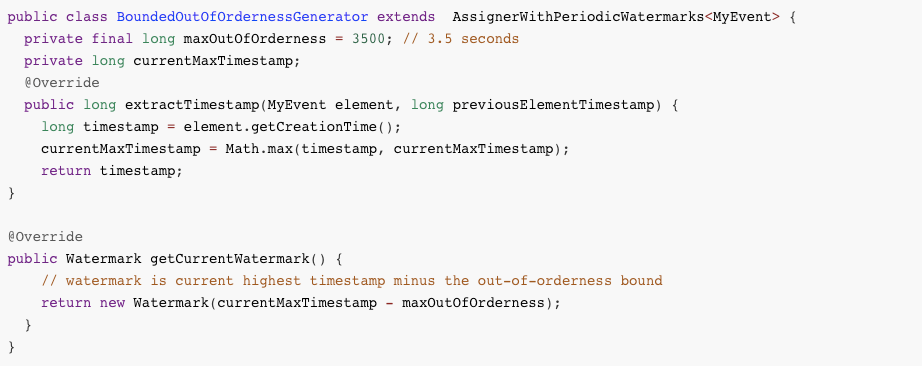 public class BoundedOutOfOrdernessGenerator extends  AssignerWithPeriodicWatermarks<MyEvent> {
  private final long maxOutOfOrderness = 3500; // 3.5 seconds
  private long currentMaxTimestamp;
  @Override
  public long extractTimestamp(MyEvent element, long previousElementTimestamp) {
    long timestamp = element.getCreationTime();
    currentMaxTimestamp = Math.max(timestamp, currentMaxTimestamp);
    return timestamp;
}

@Override
public Watermark getCurrentWatermark() {
    // watermark is current highest timestamp minus the out-of-orderness bound
    return new Watermark(currentMaxTimestamp - maxOutOfOrderness);
  }
}